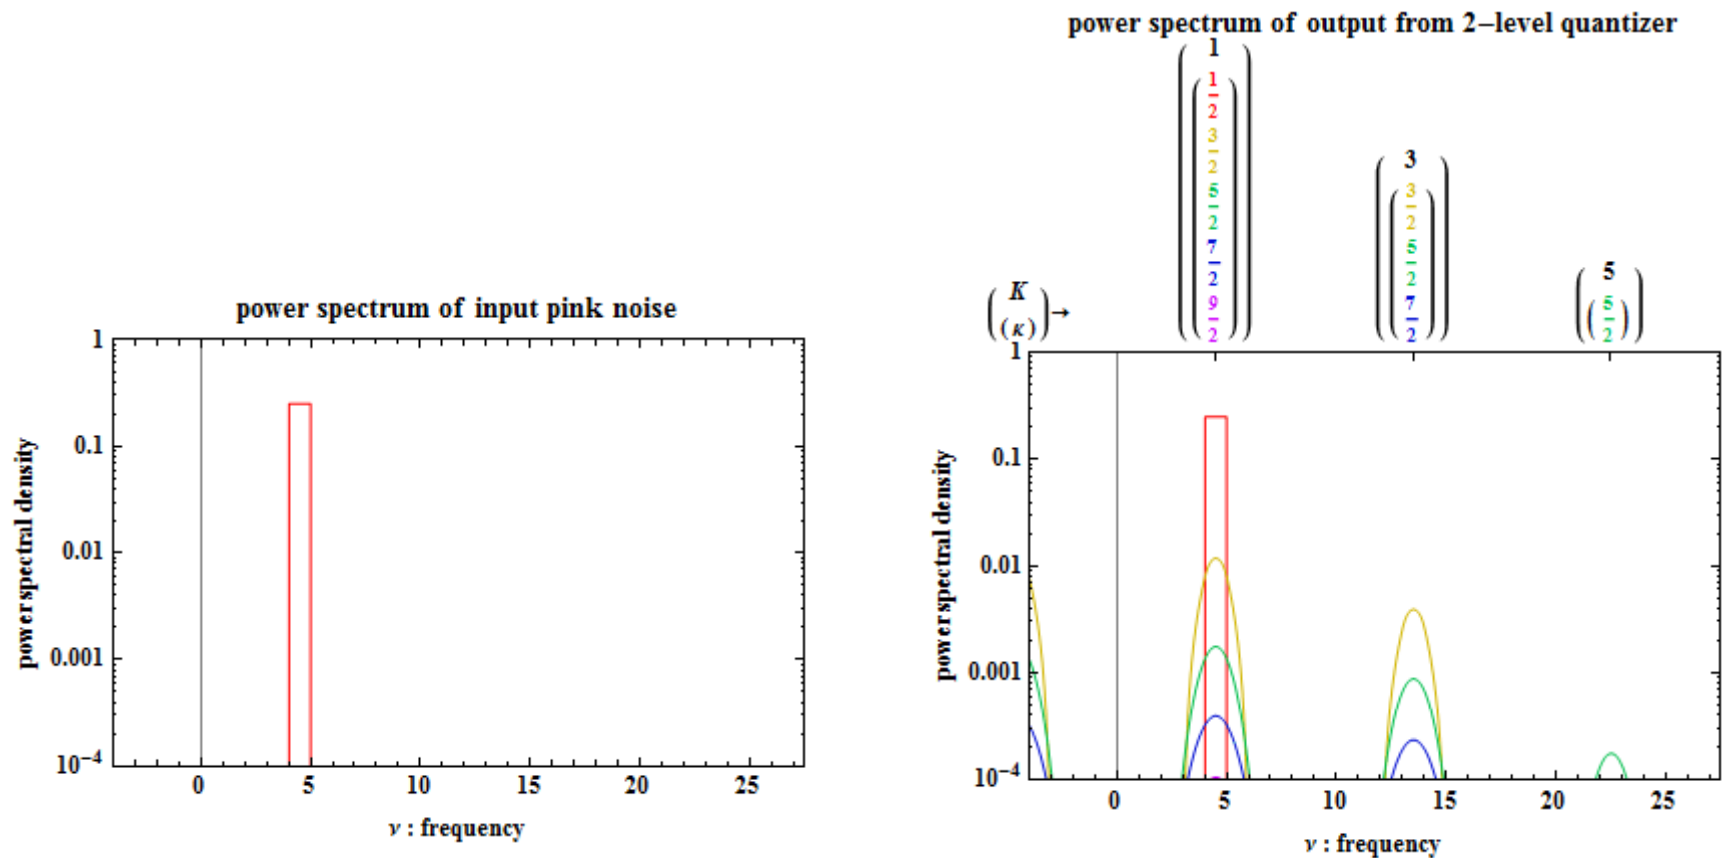 power spectrum of input pink noise
1
0.1
0.01
0.001
10⁻⁴
power spectral density
0 5 10 15 20 25
ν : frequency
power spectrum of output from 2–level quantizer
K
(κ)
→
1
1/2
3/2
5/2
7/2
9/2
3
3/2
5/2
7/2
5
5/2
1
0.1
0.01
0.001
10⁻⁴
power spectral density
0 5 10 15 20 25
ν : frequency